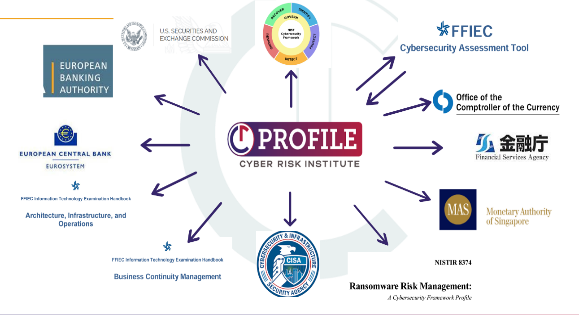 U.S. SECURITIES AND
EXCHANGE COMMISSION
NIST
Cybersecurity
Framework
FFIEC
Cybersecurity Assessment Tool
EUROPEAN
BANKING
AUTHORITY
Office of the
Comptroller of the Currency
PROFILE
CYBER RISK INSTITUTE
EUROPEAN CENTRAL BANK
EUROSYSTEM
金融庁
Financial Services Agency
FFIEC Information Technology Examination Handbook
Architecture, Infrastructure, and
Operations
MAS
Monetary Authority
of Singapore
FFIEC Information Technology Examination Handbook
Business Continuity Management
CYBERSECURITY & INFRASTRUCTURE
CISA
SECURITY AGENCY
NISTIR 8374
Ransomware Risk Management:
A Cybersecurity Framework Profile